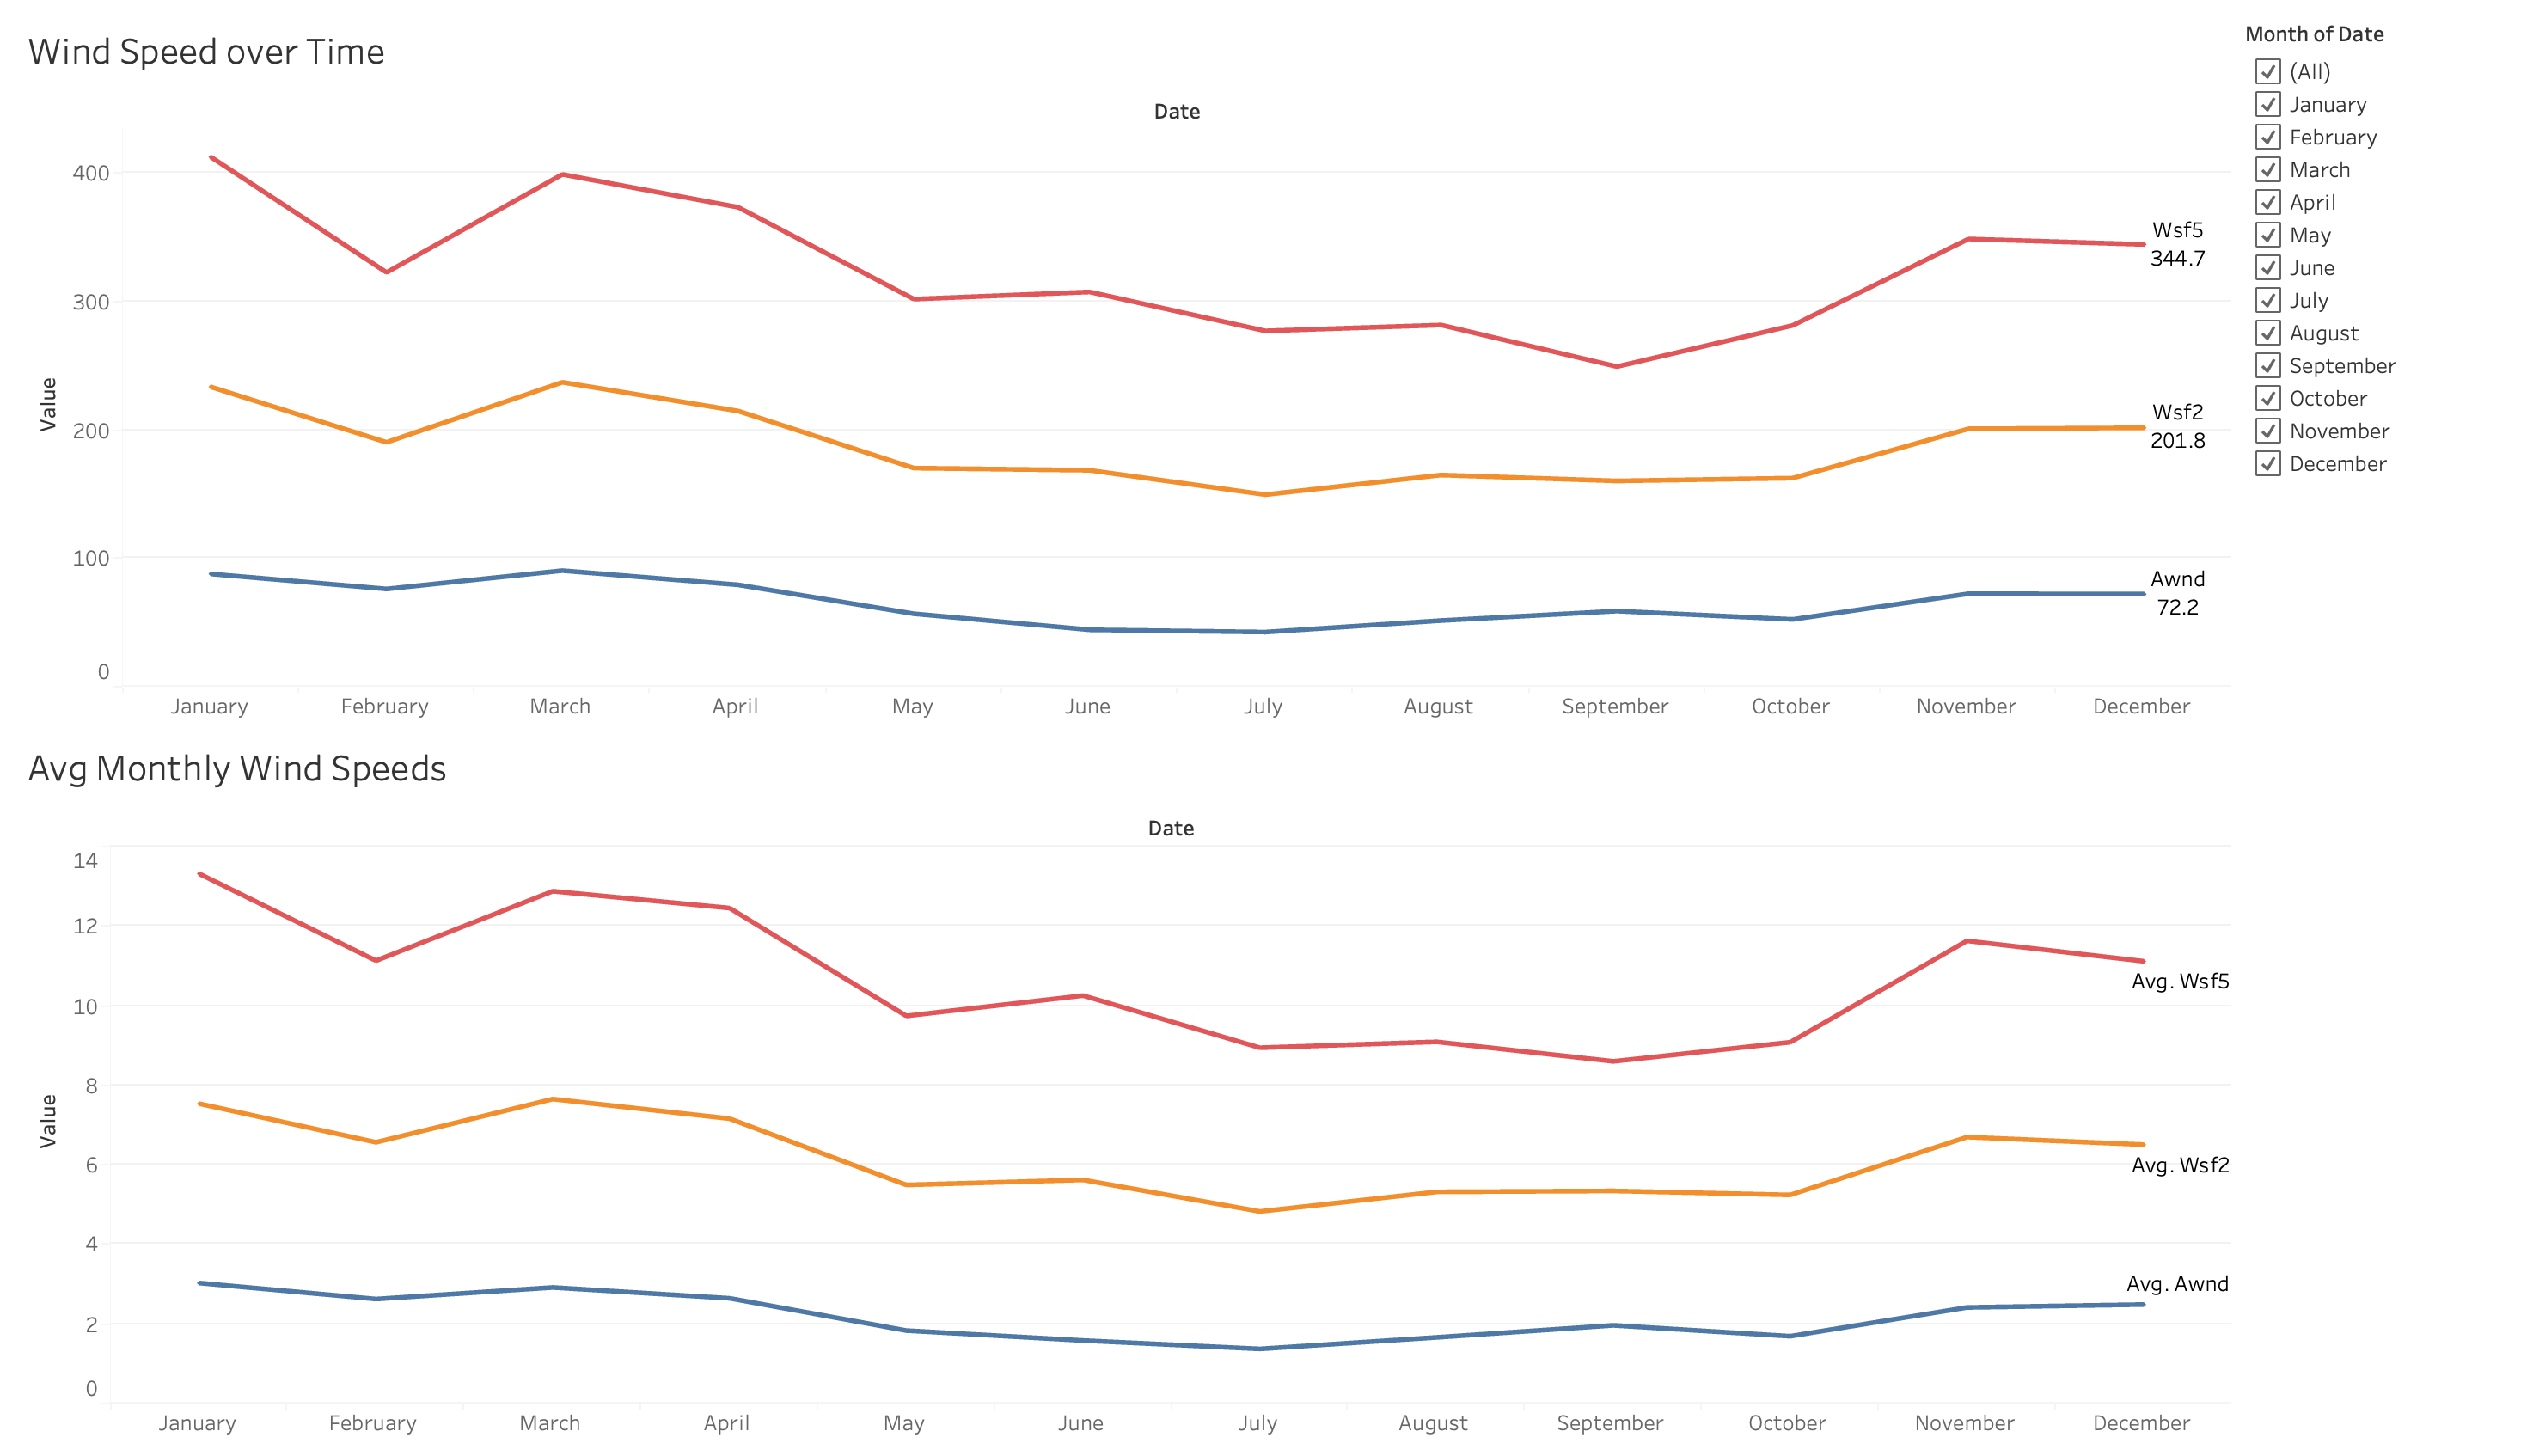 Wind Speed over Time
Date
Value
400
300
200
100
0
Wsf5
344.7
Wsf2
201.8
Awnd
72.2
January February March April May June July August September October November December
Month of Date
(All)
January
February
March
April
May
June
July
August
September
October
November
December
Avg Monthly Wind Speeds
Date
Value
14
12
10
8
6
4
2
0
Avg. Wsf5
Avg. Wsf2
Avg. Awnd
January February March April May June July August September October November December